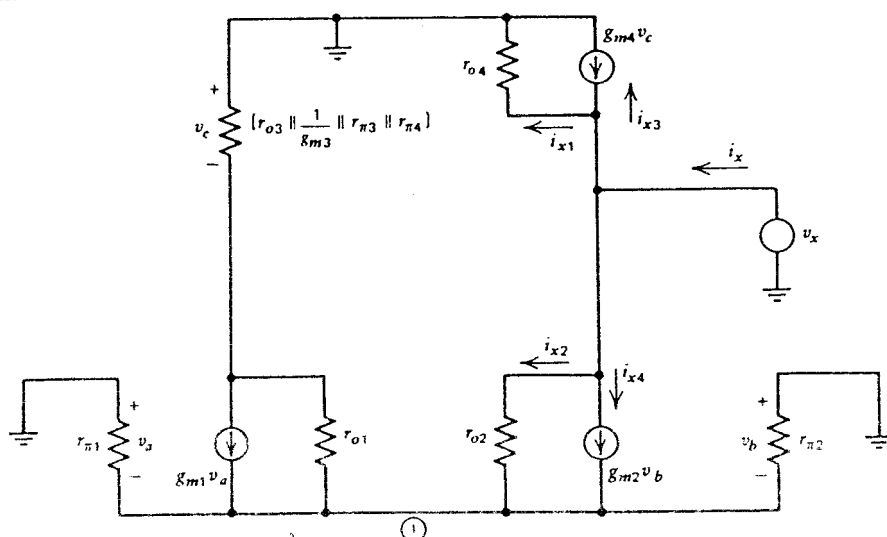 g_{m4}v_c
r_{o4}
+
v_c
−
{r_{o3} || 1/g_{m3} || r_{π3} || r_{π4}}
i_{x1}
i_{x3}
i_x
v_x
i_{x2}
i_{x4}
+
r_{π1}
v_a
−
g_{m1}v_a
r_{o1}
r_{o2}
g_{m2}v_b
+
v_b
r_{π2}
−
1